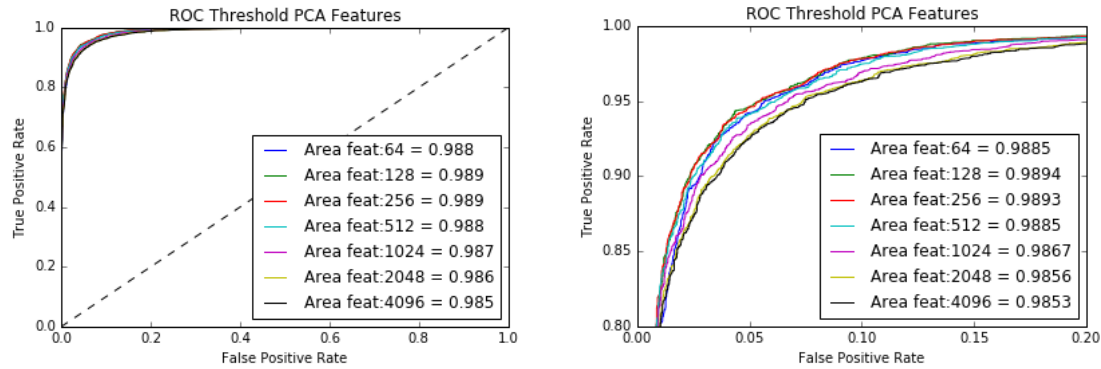 ROC Threshold PCA Features
1.0
0.8
0.6
0.4
0.2
0.0
True Positive Rate
Area feat:64 = 0.988
Area feat:128 = 0.989
Area feat:256 = 0.989
Area feat:512 = 0.988
Area feat:1024 = 0.987
Area feat:2048 = 0.986
Area feat:4096 = 0.985
0.0 0.2 0.4 0.6 0.8 1.0
False Positive Rate
ROC Threshold PCA Features
1.00
0.95
0.90
0.85
0.80
True Positive Rate
Area feat:64 = 0.9885
Area feat:128 = 0.9894
Area feat:256 = 0.9893
Area feat:512 = 0.9885
Area feat:1024 = 0.9867
Area feat:2048 = 0.9856
Area feat:4096 = 0.9853
0.00 0.05 0.10 0.15 0.20
False Positive Rate